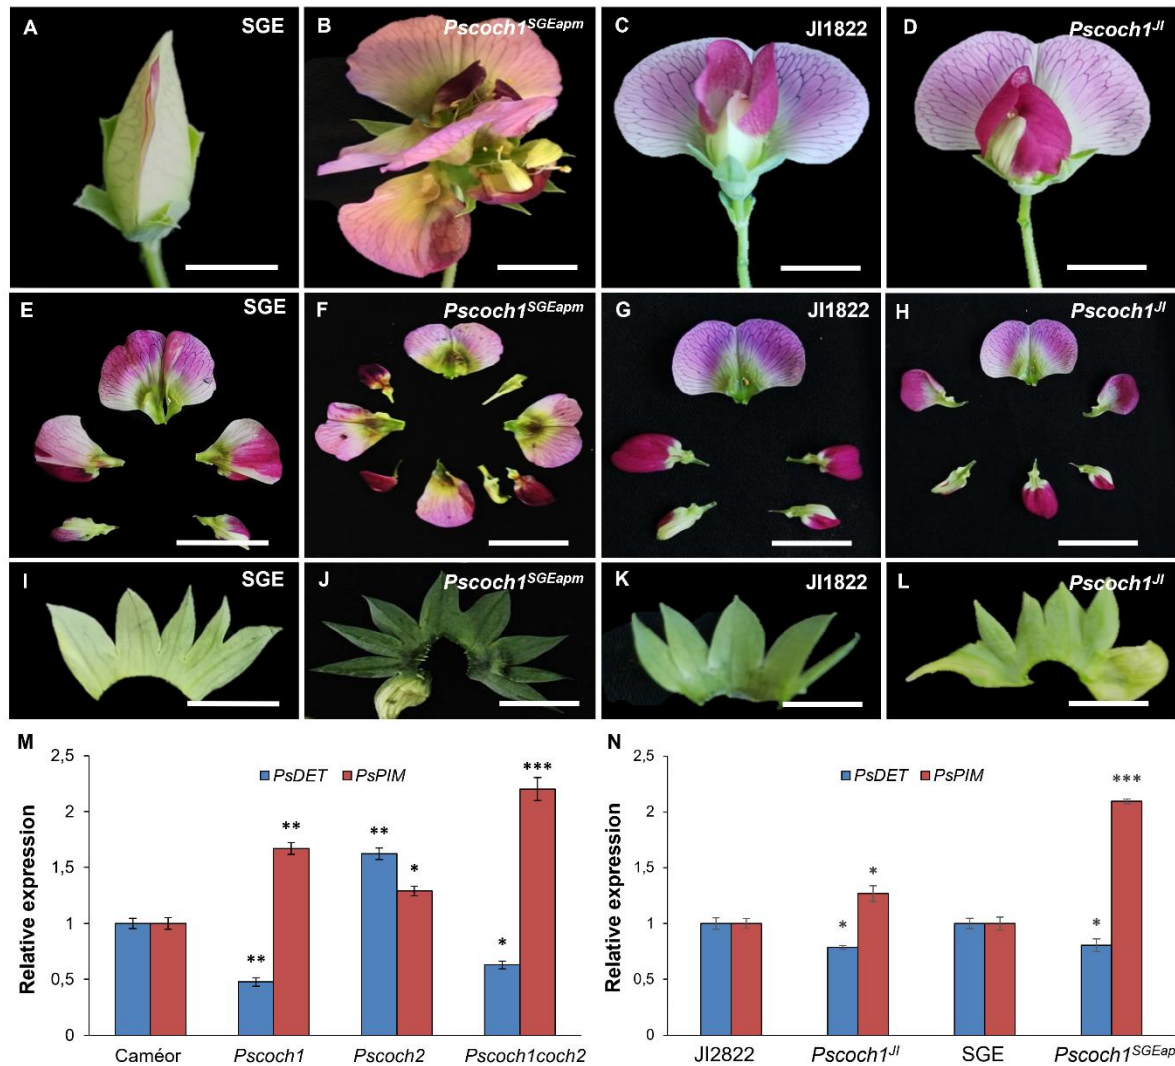 A SGE
B Pscoch1SGEapm
C JI1822
D Pscoch1JI
E SGE
F Pscoch1SGEapm
G JI1822
H Pscoch1JI
I SGE
J Pscoch1SGEapm
K JI1822
L Pscoch1JI
M
PsDET PsPIM
Relative expression
2,5
2
1,5
1
0,5
0
** ** ** * * ***
Caméor Pscoch1 Pscoch2 Pscoch1coch2
N
PsDET PsPIM
Relative expression
2,5
2
1,5
1
0,5
0
* * * ***
JI2822 Pscoch1JI SGE Pscoch1SGEap